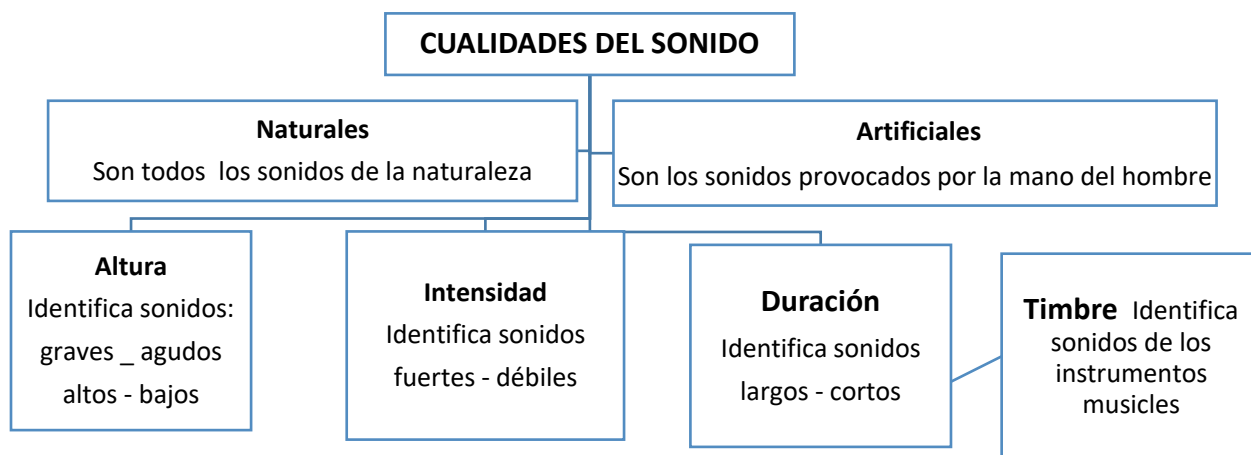 CUALIDADES DEL SONIDO
Naturales
Son todos los sonidos de la naturaleza
Artificiales
Son los sonidos provocados por la mano del hombre
Altura
Identifica sonidos:
graves _ agudos
altos - bajos
Intensidad
Identifica sonidos
fuertes - débiles
Duración
Identifica sonidos
largos - cortos
Timbre Identifica
sonidos de los
instrumentos
musicles